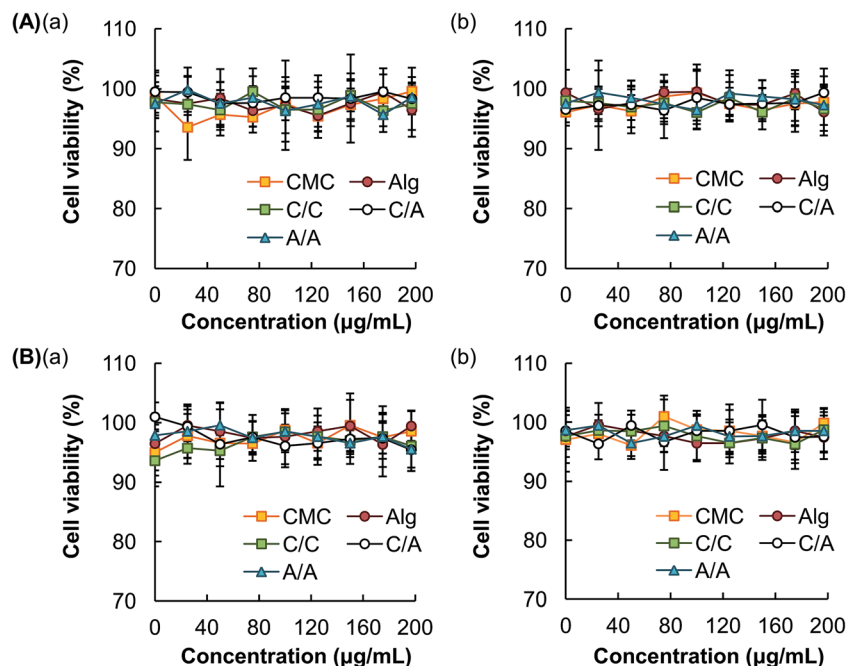 (A)(a)
110
100
90
80
70
Cell viability (%)
CMC Alg
C/C C/A
A/A
0 40 80 120 160 200
Concentration (µg/mL)
(b)
110
100
90
80
70
Cell viability (%)
CMC Alg
C/C C/A
A/A
0 40 80 120 160 200
Concentration (µg/mL)
(B)(a)
110
100
90
80
70
Cell viability (%)
CMC Alg
C/C C/A
A/A
0 40 80 120 160 200
Concentration (µg/mL)
(b)
110
100
90
80
70
Cell viability (%)
CMC Alg
C/C C/A
A/A
0 40 80 120 160 200
Concentration (µg/mL)